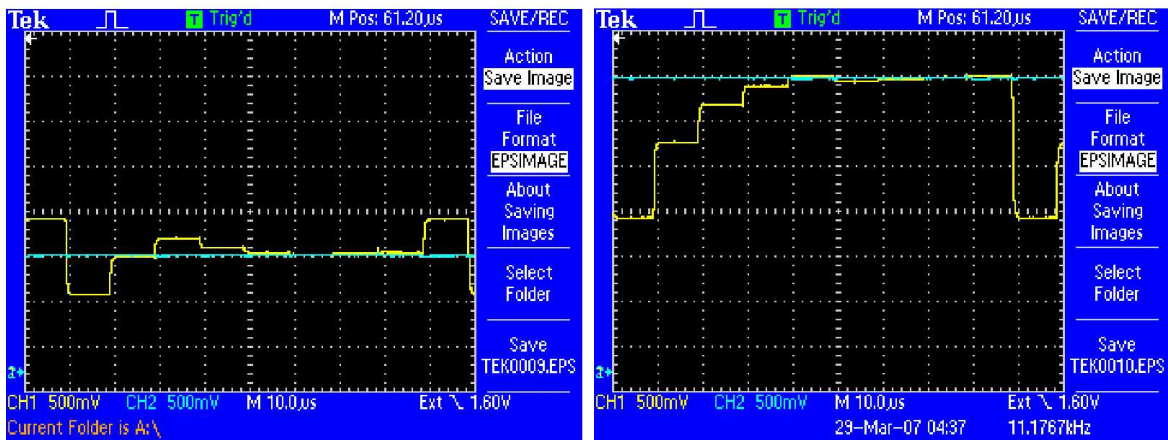 Tek Trig'd M Pos: 61.20µs SAVE/REC
Action
Save Image
File
Format
EPSIMAGE
About
Saving
Images
Select
Folder
Save
TEK0009.EPS
CH1 500mV CH2 500mV M 10.0µs Ext 1.60V
Current Folder is A:\
Tek Trig'd M Pos: 61.20µs SAVE/REC
Action
Save Image
File
Format
EPSIMAGE
About
Saving
Images
Select
Folder
Save
TEK0010.EPS
CH1 500mV CH2 500mV M 10.0µs Ext 1.60V
29-Mar-07 04:37 11.1767kHz